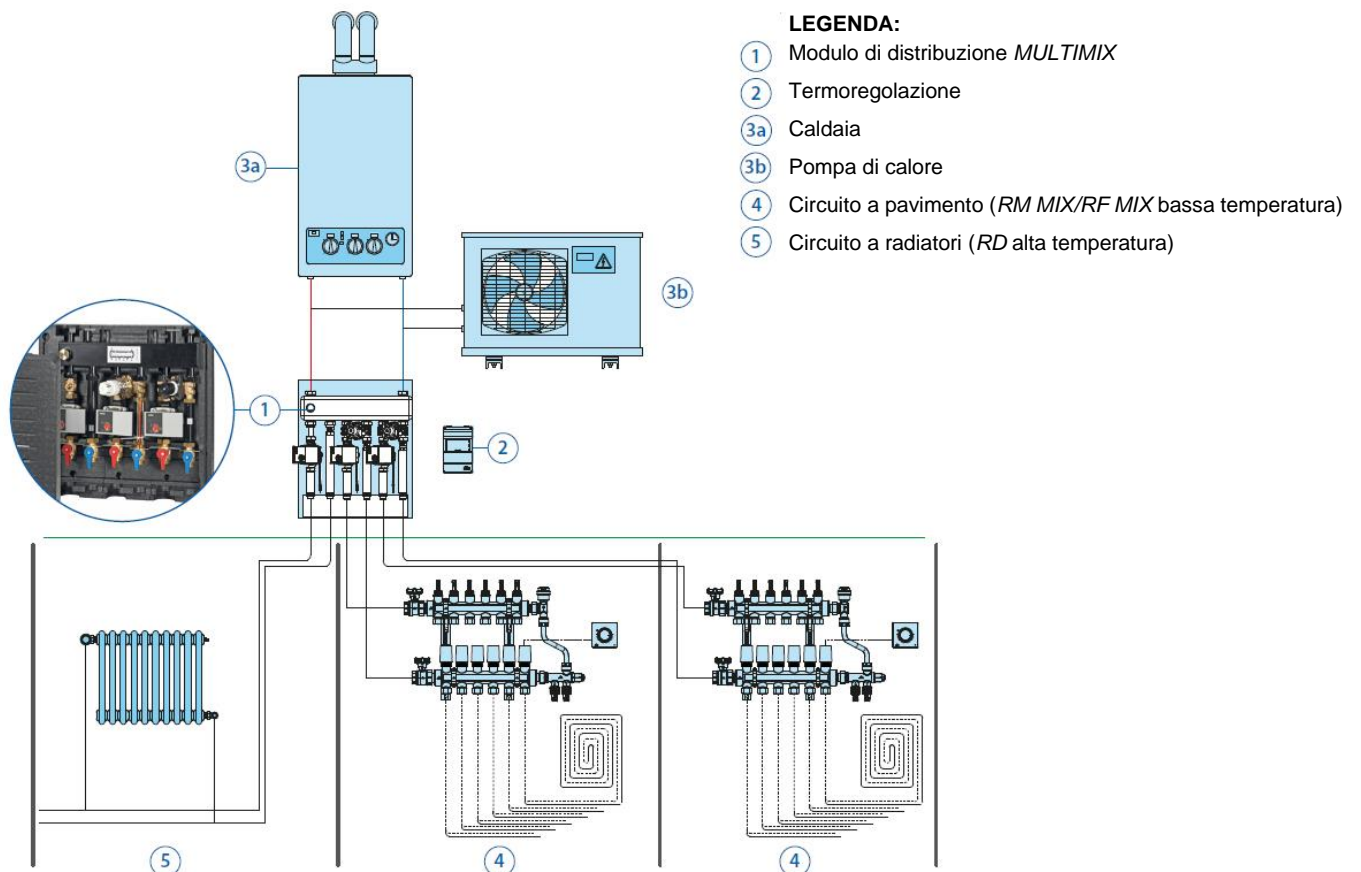 LEGENDA:
1 Modulo di distribuzione MULTIMIX
2 Termoregolazione
3a Caldaia
3b Pompa di calore
4 Circuito a pavimento (RM MIX/RF MIX bassa temperatura)
5 Circuito a radiatori (RD alta temperatura)
3a
3b
1
2
5
4
4